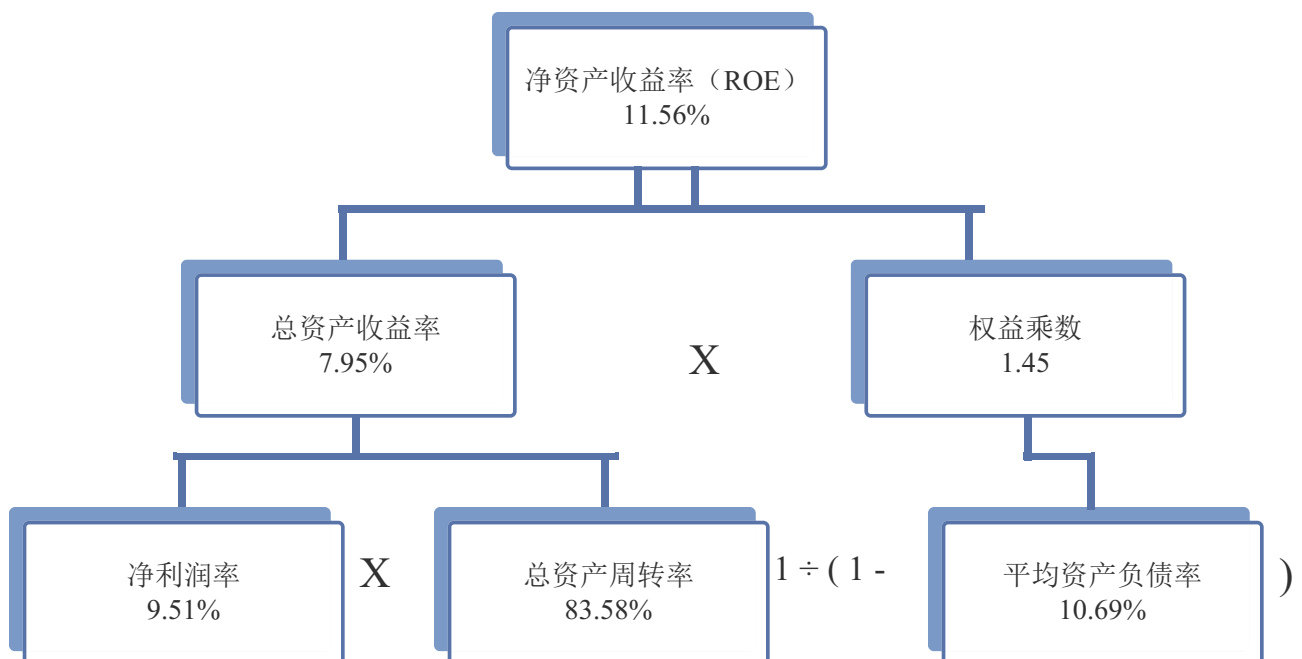 净资产收益率（ROE）
11.56%
总资产收益率
7.95%
X
权益乘数
1.45
净利润率
9.51%
X
总资产周转率
83.58%
1 ÷ ( 1 -
平均资产负债率
10.69%
)